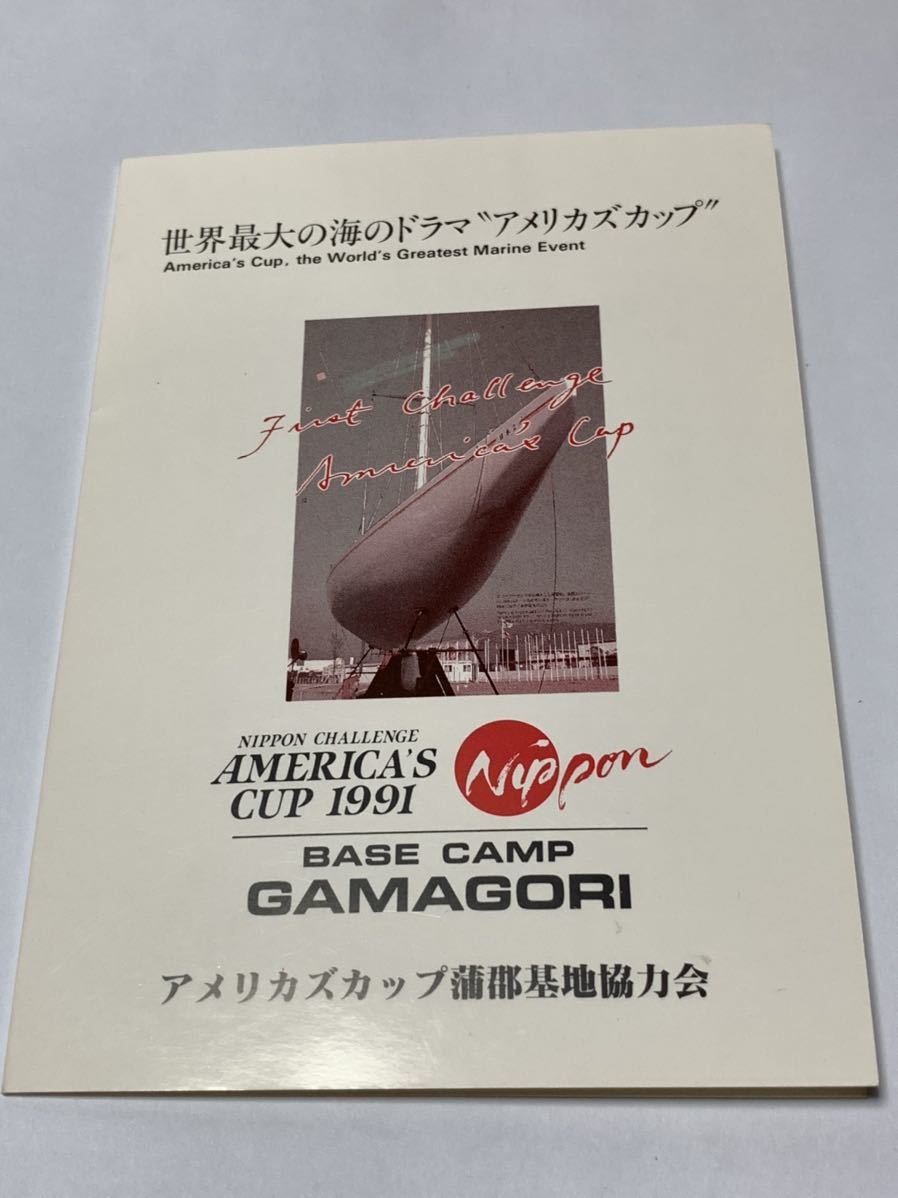 世界最大の海のドラマ〝アメリカズカップ〟
America's Cup, the World's Greatest Marine Event
First Challenge
America's Cup
NIPPON CHALLENGE
AMERICA'S
CUP 1991
Nippon
BASE CAMP
GAMAGORI
アメリカズカップ蒲郡基地協力会